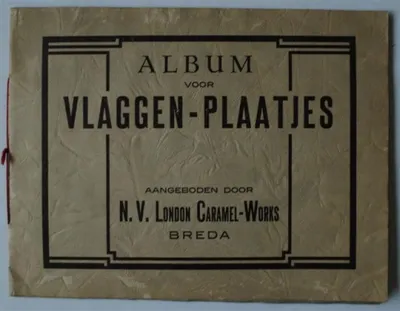 ALBUM
VOOR
VLAGGEN-PLAATJES
AANGEBODEN DOOR
N. V. LONDON CARAMEL-WORKS
BREDA